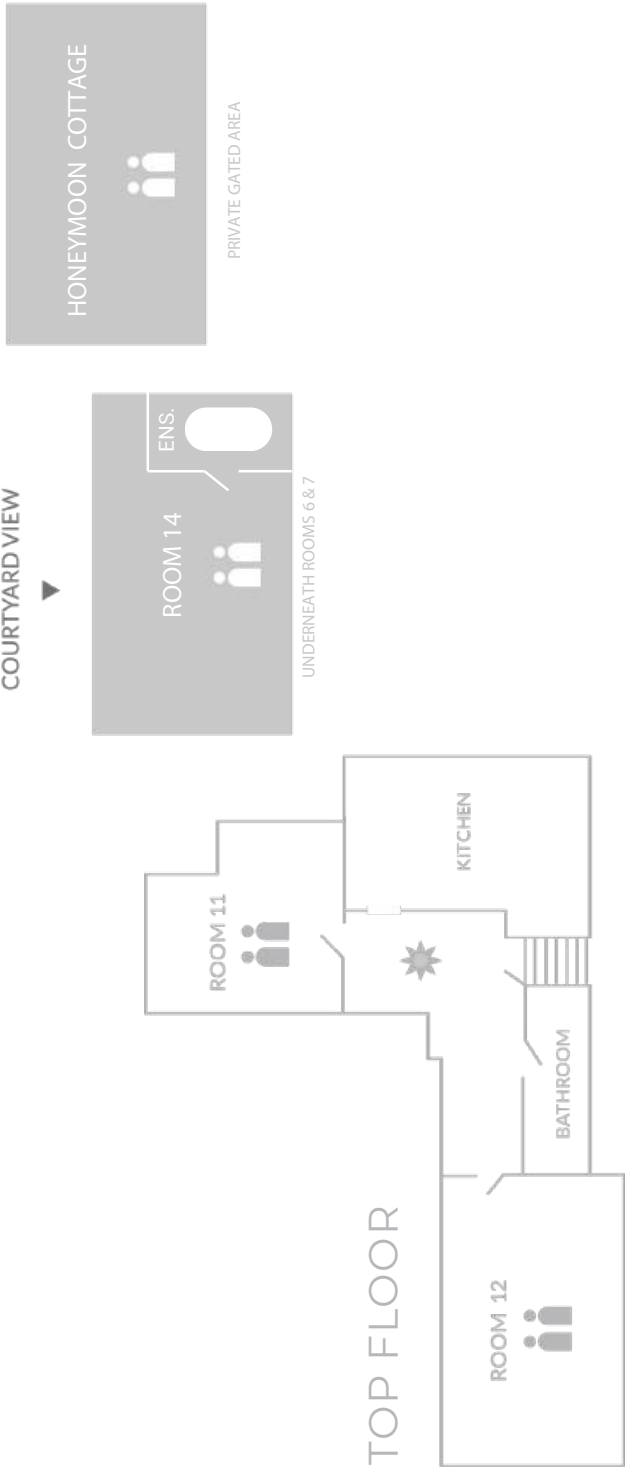 TOP FLOOR
ROOM 12
BATHROOM
ROOM 11
KITCHEN
COURTYARD VIEW
ROOM 14
ENS.
UNDERNEATH ROOMS 6 & 7
HONEYMOON COTTAGE
PRIVATE GATED AREA